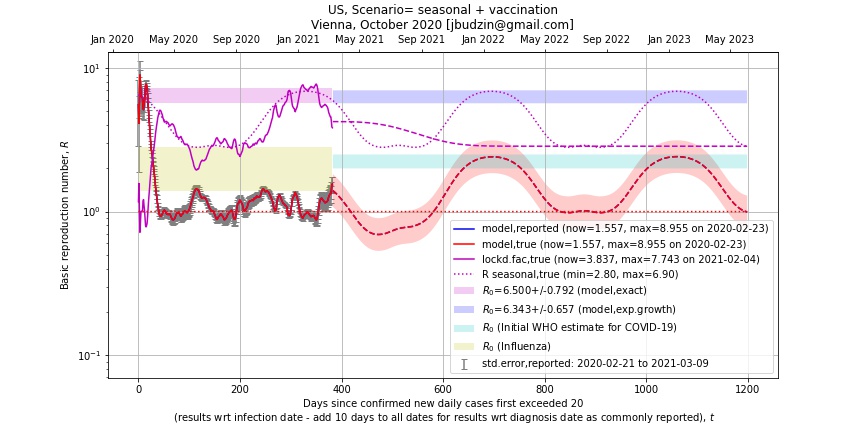 US, Scenario= seasonal + vaccination
Vienna, October 2020 [jbudzin@gmail.com]
Jan 2020 May 2020 Sep 2020 Jan 2021 May 2021 Sep 2021 Jan 2022 May 2022 Sep 2022 Jan 2023 May 2023
Basic reproduction number, R
10¹
10⁰
10⁻¹
model,reported (now=1.557, max=8.955 on 2020-02-23)
model,true (now=1.557, max=8.955 on 2020-02-23)
lockd.fac,true (now=3.837, max=7.743 on 2021-02-04)
R seasonal,true (min=2.80, max=6.90)
R₀=6.500+/-0.792 (model,exact)
R₀=6.343+/-0.657 (model,exp.growth)
R₀ (Initial WHO estimate for COVID-19)
R₀ (Influenza)
std.error,reported: 2020-02-21 to 2021-03-09
0 200 400 600 800 1000 1200
Days since confirmed new daily cases first exceeded 20
(results wrt infection date - add 10 days to all dates for results wrt diagnosis date as commonly reported), t